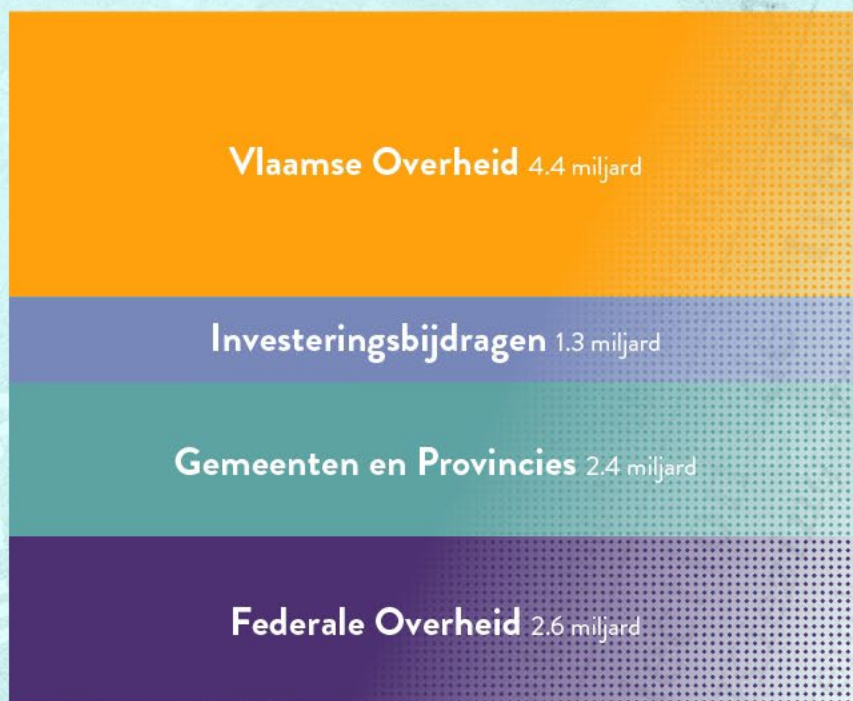 Vlaamse Overheid 4.4 miljard
Investeringsbijdragen 1.3 miljard
Gemeenten en Provincies 2.4 miljard
Federale Overheid 2.6 miljard